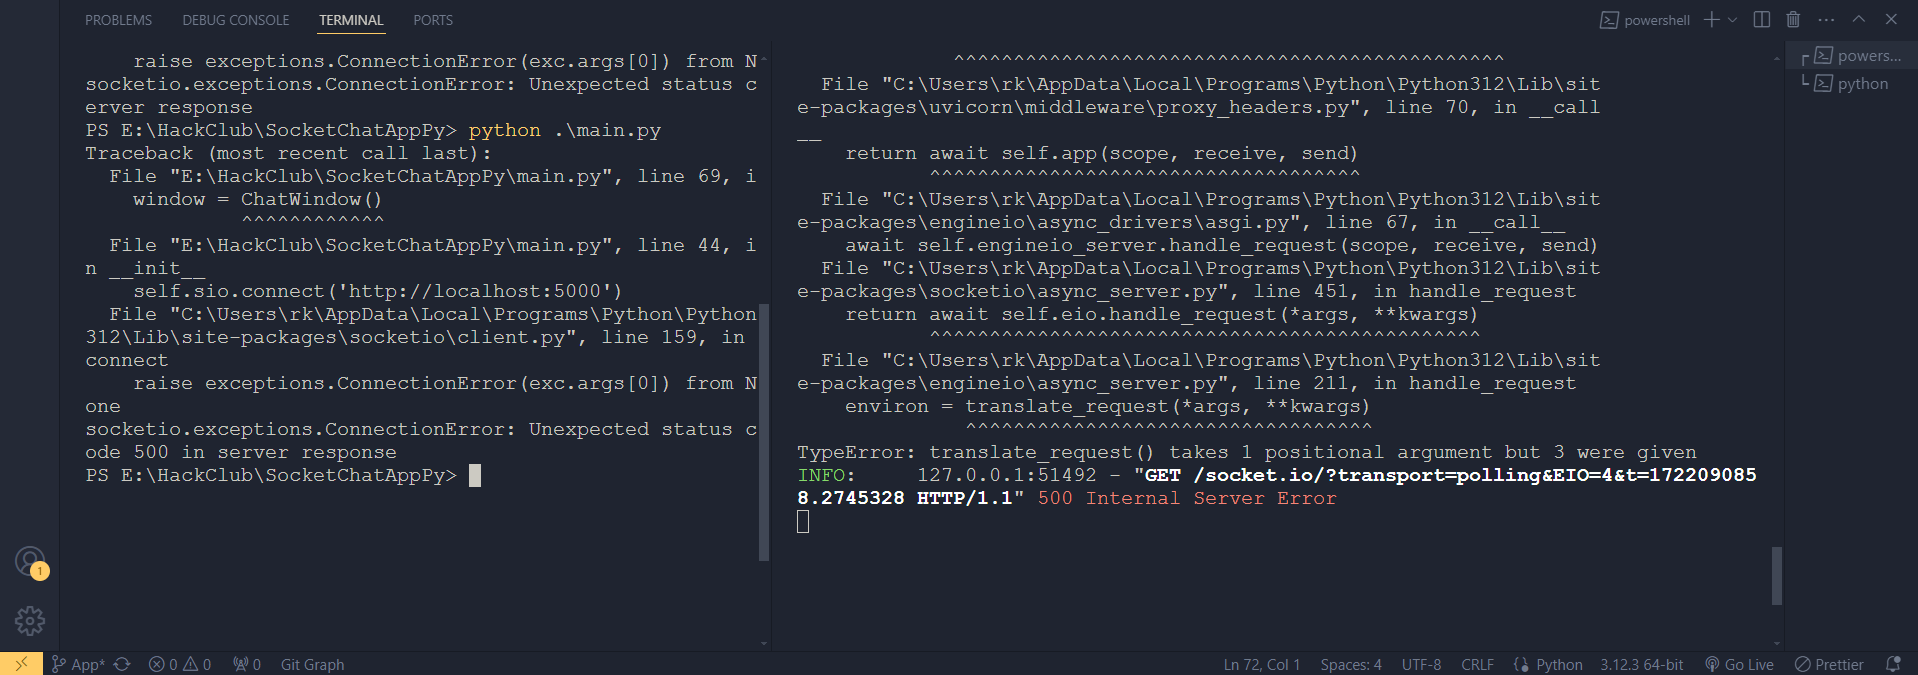 PROBLEMS DEBUG CONSOLE TERMINAL PORTS
powershell
raise exceptions.ConnectionError(exc.args[0]) from N
socketio.exceptions.ConnectionError: Unexpected status c
erver response
PS E:\HackClub\SocketChatAppPy> python .\main.py
Traceback (most recent call last):
File "E:\HackClub\SocketChatAppPy\main.py", line 69, i
window = ChatWindow()
^^^^^^^^^^^^
File "E:\HackClub\SocketChatAppPy\main.py", line 44, i
n __init__
self.sio.connect('http://localhost:5000')
File "C:\Users\rk\AppData\Local\Programs\Python\Python
312\Lib\site-packages\socketio\client.py", line 159, in
connect
raise exceptions.ConnectionError(exc.args[0]) from N
one
socketio.exceptions.ConnectionError: Unexpected status c
ode 500 in server response
PS E:\HackClub\SocketChatAppPy>
^^^^^^^^^^^^^^^^^^^^^^^^^^^^^^^^^^^^^^^^^^^^^^
File "C:\Users\rk\AppData\Local\Programs\Python\Python312\Lib\sit
e-packages\uvicorn\middleware\proxy_headers.py", line 70, in __call
__
return await self.app(scope, receive, send)
^^^^^^^^^^^^^^^^^^^^^^^^^^^^^^^^^^^^
File "C:\Users\rk\AppData\Local\Programs\Python\Python312\Lib\sit
e-packages\engineio\async_drivers\asgi.py", line 67, in __call__
await self.engineio_server.handle_request(scope, receive, send)
File "C:\Users\rk\AppData\Local\Programs\Python\Python312\Lib\sit
e-packages\socketio\async_server.py", line 451, in handle_request
return await self.eio.handle_request(*args, **kwargs)
^^^^^^^^^^^^^^^^^^^^^^^^^^^^^^^^^^^^^^^^^^^^^^
File "C:\Users\rk\AppData\Local\Programs\Python\Python312\Lib\sit
e-packages\engineio\async_server.py", line 211, in handle_request
environ = translate_request(*args, **kwargs)
^^^^^^^^^^^^^^^^^^^^^^^^^^^^^^^^^^
TypeError: translate_request() takes 1 positional argument but 3 were given
INFO: 127.0.0.1:51492 - "GET /socket.io/?transport=polling&EIO=4&t=172209085
8.2745328 HTTP/1.1" 500 Internal Server Error
powers...
python
1
App* 0 0 0 Git Graph
Ln 72, Col 1 Spaces: 4 UTF-8 CRLF Python 3.12.3 64-bit Go Live Prettier